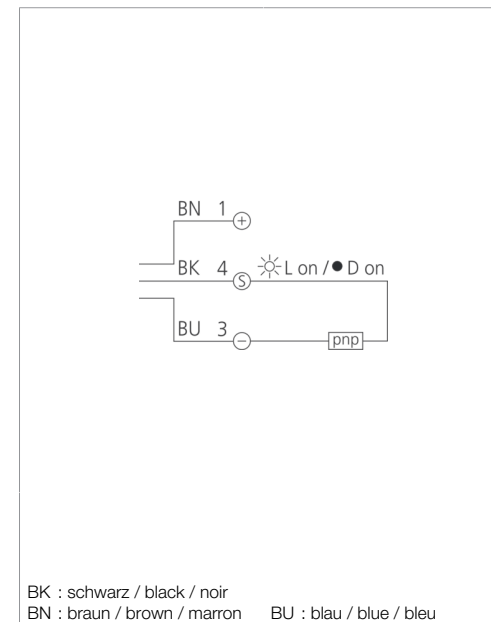 BN 1 +
BK 4 S L on / ● D on
BU 3 −
pnp
BK : schwarz / black / noir
BN : braun / brown / marron BU : blau / blue / bleu